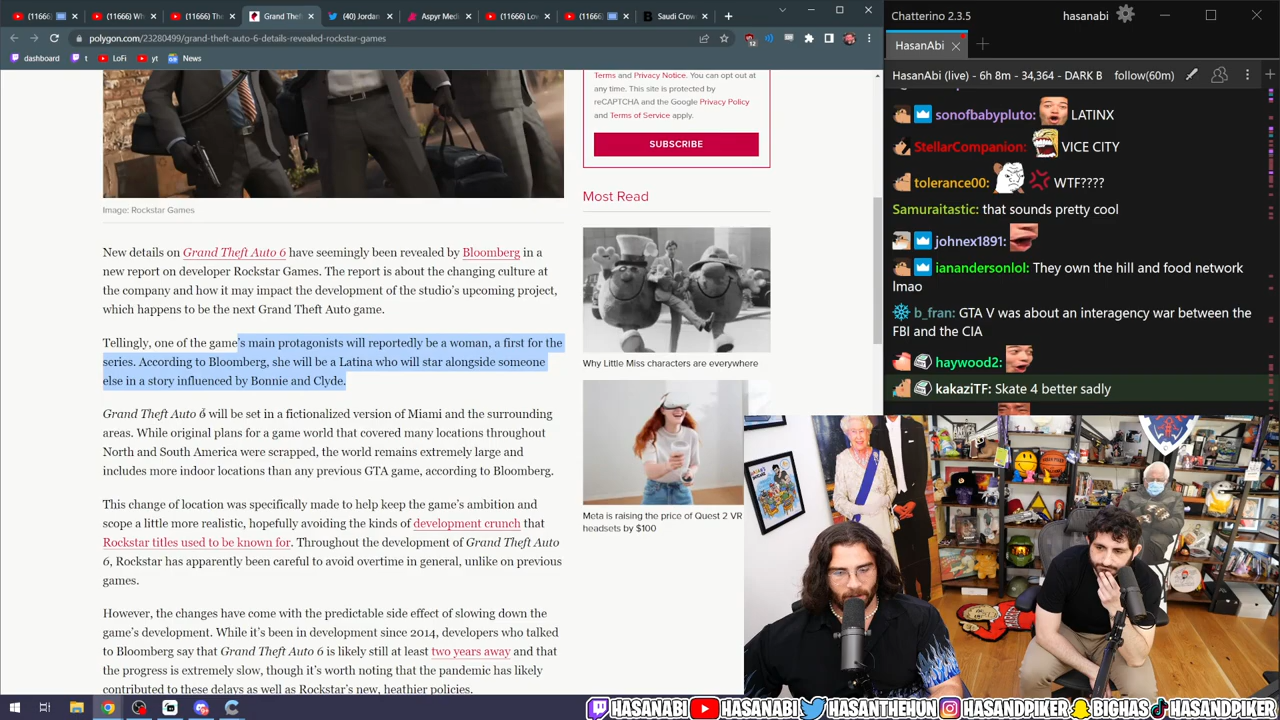 (11666)
(11666) Wh
(11666) The
Grand Theft
(40) Jordan
Aspyr Medi
(11666) Lov
(11666)
Saudi Crow
polygon.com/23280499/grand-theft-auto-6-details-revealed-rockstar-games
12
dashboard
t
LoFi
yt
News
Image: Rockstar Games
New details on Grand Theft Auto 6 have seemingly been revealed by Bloomberg in a
new report on developer Rockstar Games. The report is about the changing culture at
the company and how it may impact the development of the studio's upcoming project,
which happens to be the next Grand Theft Auto game.
Tellingly, one of the game's main protagonists will reportedly be a woman, a first for the
series. According to Bloomberg, she will be a Latina who will star alongside someone
else in a story influenced by Bonnie and Clyde.
Grand Theft Auto 6 will be set in a fictionalized version of Miami and the surrounding
areas. While original plans for a game world that covered many locations throughout
North and South America were scrapped, the world remains extremely large and
includes more indoor locations than any previous GTA game, according to Bloomberg.
This change of location was specifically made to help keep the game's ambition and
scope a little more realistic, hopefully avoiding the kinds of development crunch that
Rockstar titles used to be known for. Throughout the development of Grand Theft Auto
6, Rockstar has apparently been careful to avoid overtime in general, unlike on previous
games.
However, the changes have come with the predictable side effect of slowing down the
game's development. While it's been in development since 2014, developers who talked
to Bloomberg say that Grand Theft Auto 6 is likely still at least two years away and that
the progress is extremely slow, though it's worth noting that the pandemic has likely
contributed to these delays as well as Rockstar's new, heathier policies.
Terms and Privacy Notice. You can opt out at
any time. This site is protected by
reCAPTCHA and the Google Privacy Policy
and Terms of Service apply.
SUBSCRIBE
Most Read
Why Little Miss characters are everywhere
Meta is raising the price of Quest 2 VR
headsets by $100
Chatterino 2.3.5
hasanabi
HasanAbi
HasanAbi (live) - 6h 8m - 34,364 - DARK B
follow(60m)
sonofbabypluto: LATINX
StellarCompanion: VICE CITY
tolerance00: WTF????
Samuraitastic: that sounds pretty cool
johnex1891:
ianandersonlol: They own the hill and food network
lmao
b_fran: GTA V was about an interagency war between the
FBI and the CIA
haywood2:
kakaziTF: Skate 4 better sadly
HASANABI
HASANABI
HASANTHEHUN
HASANDPIKER
BIGHAS
HASANDPIKER